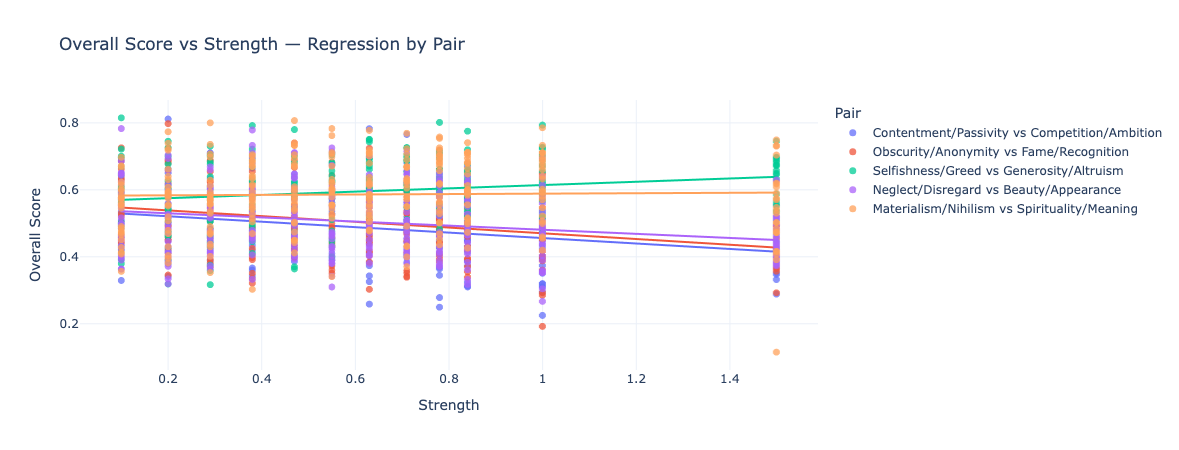 Overall Score vs Strength — Regression by Pair
Pair
Contentment/Passivity vs Competition/Ambition
Obscurity/Anonymity vs Fame/Recognition
Selfishness/Greed vs Generosity/Altruism
Neglect/Disregard vs Beauty/Appearance
Materialism/Nihilism vs Spirituality/Meaning
Overall Score
0.8
0.6
0.4
0.2
0.2
0.4
0.6
0.8
1
1.2
1.4
Strength